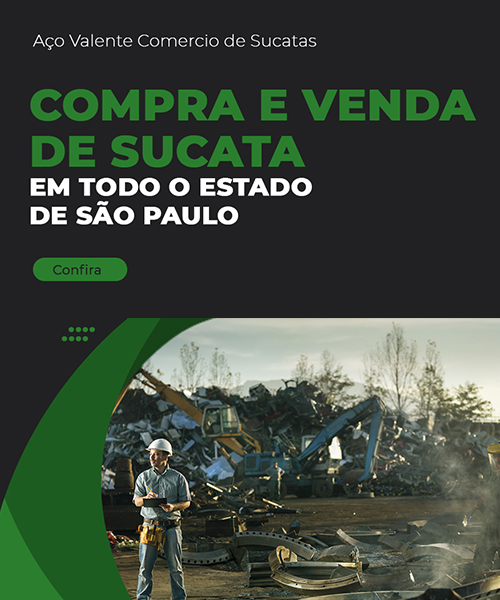 Aço Valente Comercio de Sucatas
COMPRA E VENDA
DE SUCATA
EM TODO O ESTADO
DE SÃO PAULO
Confira